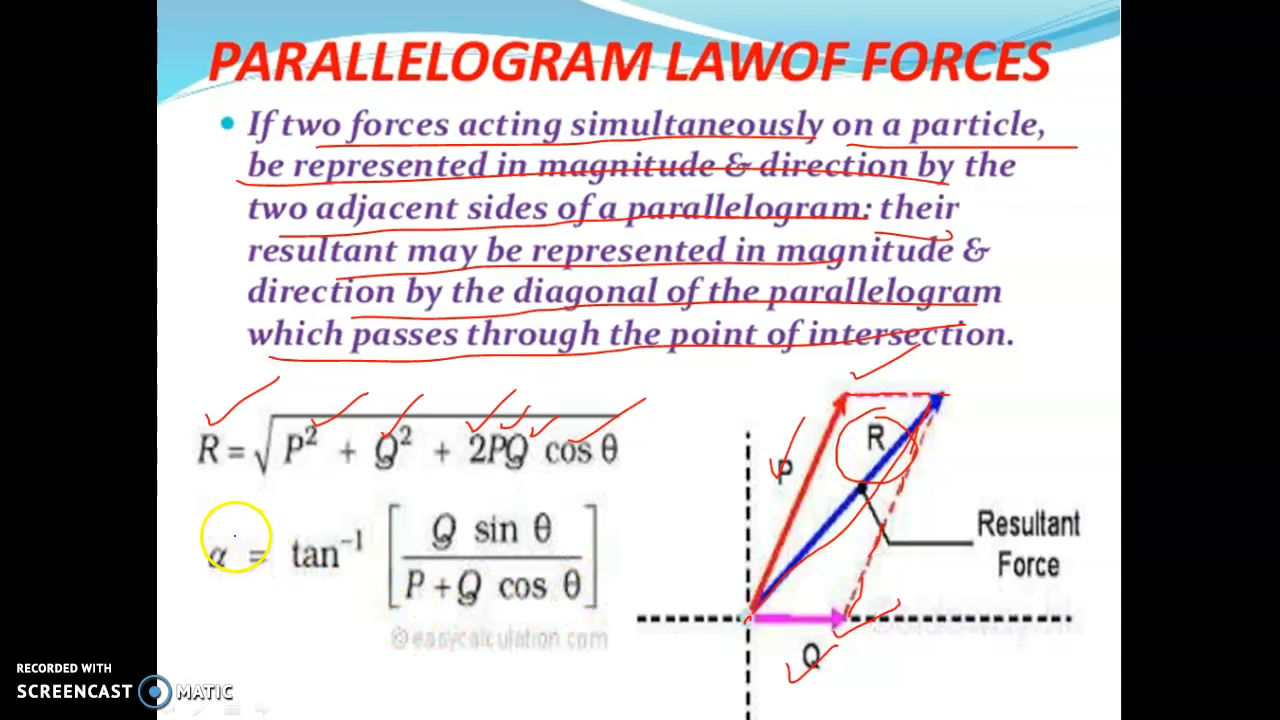 PARALLELOGRAM LAWOF FORCES
• If two forces acting simultaneously on a particle,
be represented in magnitude & direction by the
two adjacent sides of a parallelogram: their
resultant may be represented in magnitude &
direction by the diagonal of the parallelogram
which passes through the point of intersection.
R = √P² + Q² + 2PQ cos θ
α = tan⁻¹ [ Q sin θ / P + Q cos θ ]
©easycalculation.com
P
R
Resultant
Force
Q
RECORDED WITH
SCREENCAST MATIC